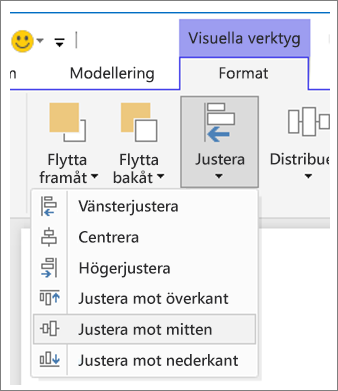 Visuella verktyg
Modellering
Format
Flytta framåt
Flytta bakåt
Justera
Vänsterjustera
Centrera
Högerjustera
Justera mot överkant
Justera mot mitten
Justera mot nederkant